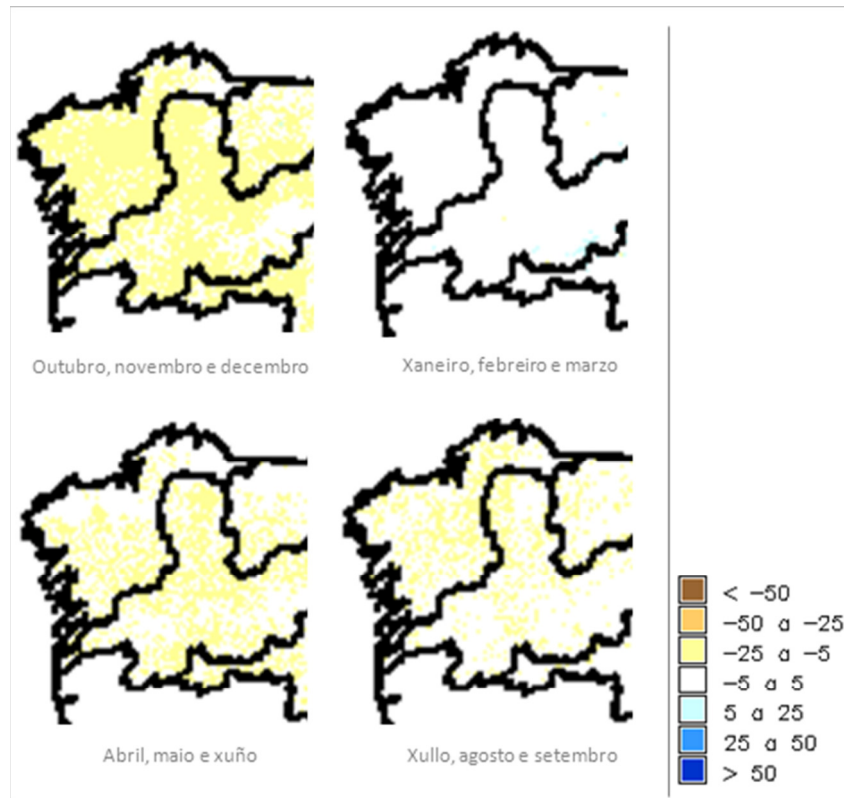 Outubro, novembro e decembro
Xaneiro, febreiro e marzo
Abril, maio e xuño
Xullo, agosto e setembro
< -50
-50 a -25
-25 a -5
-5 a 5
5 a 25
25 a 50
> 50